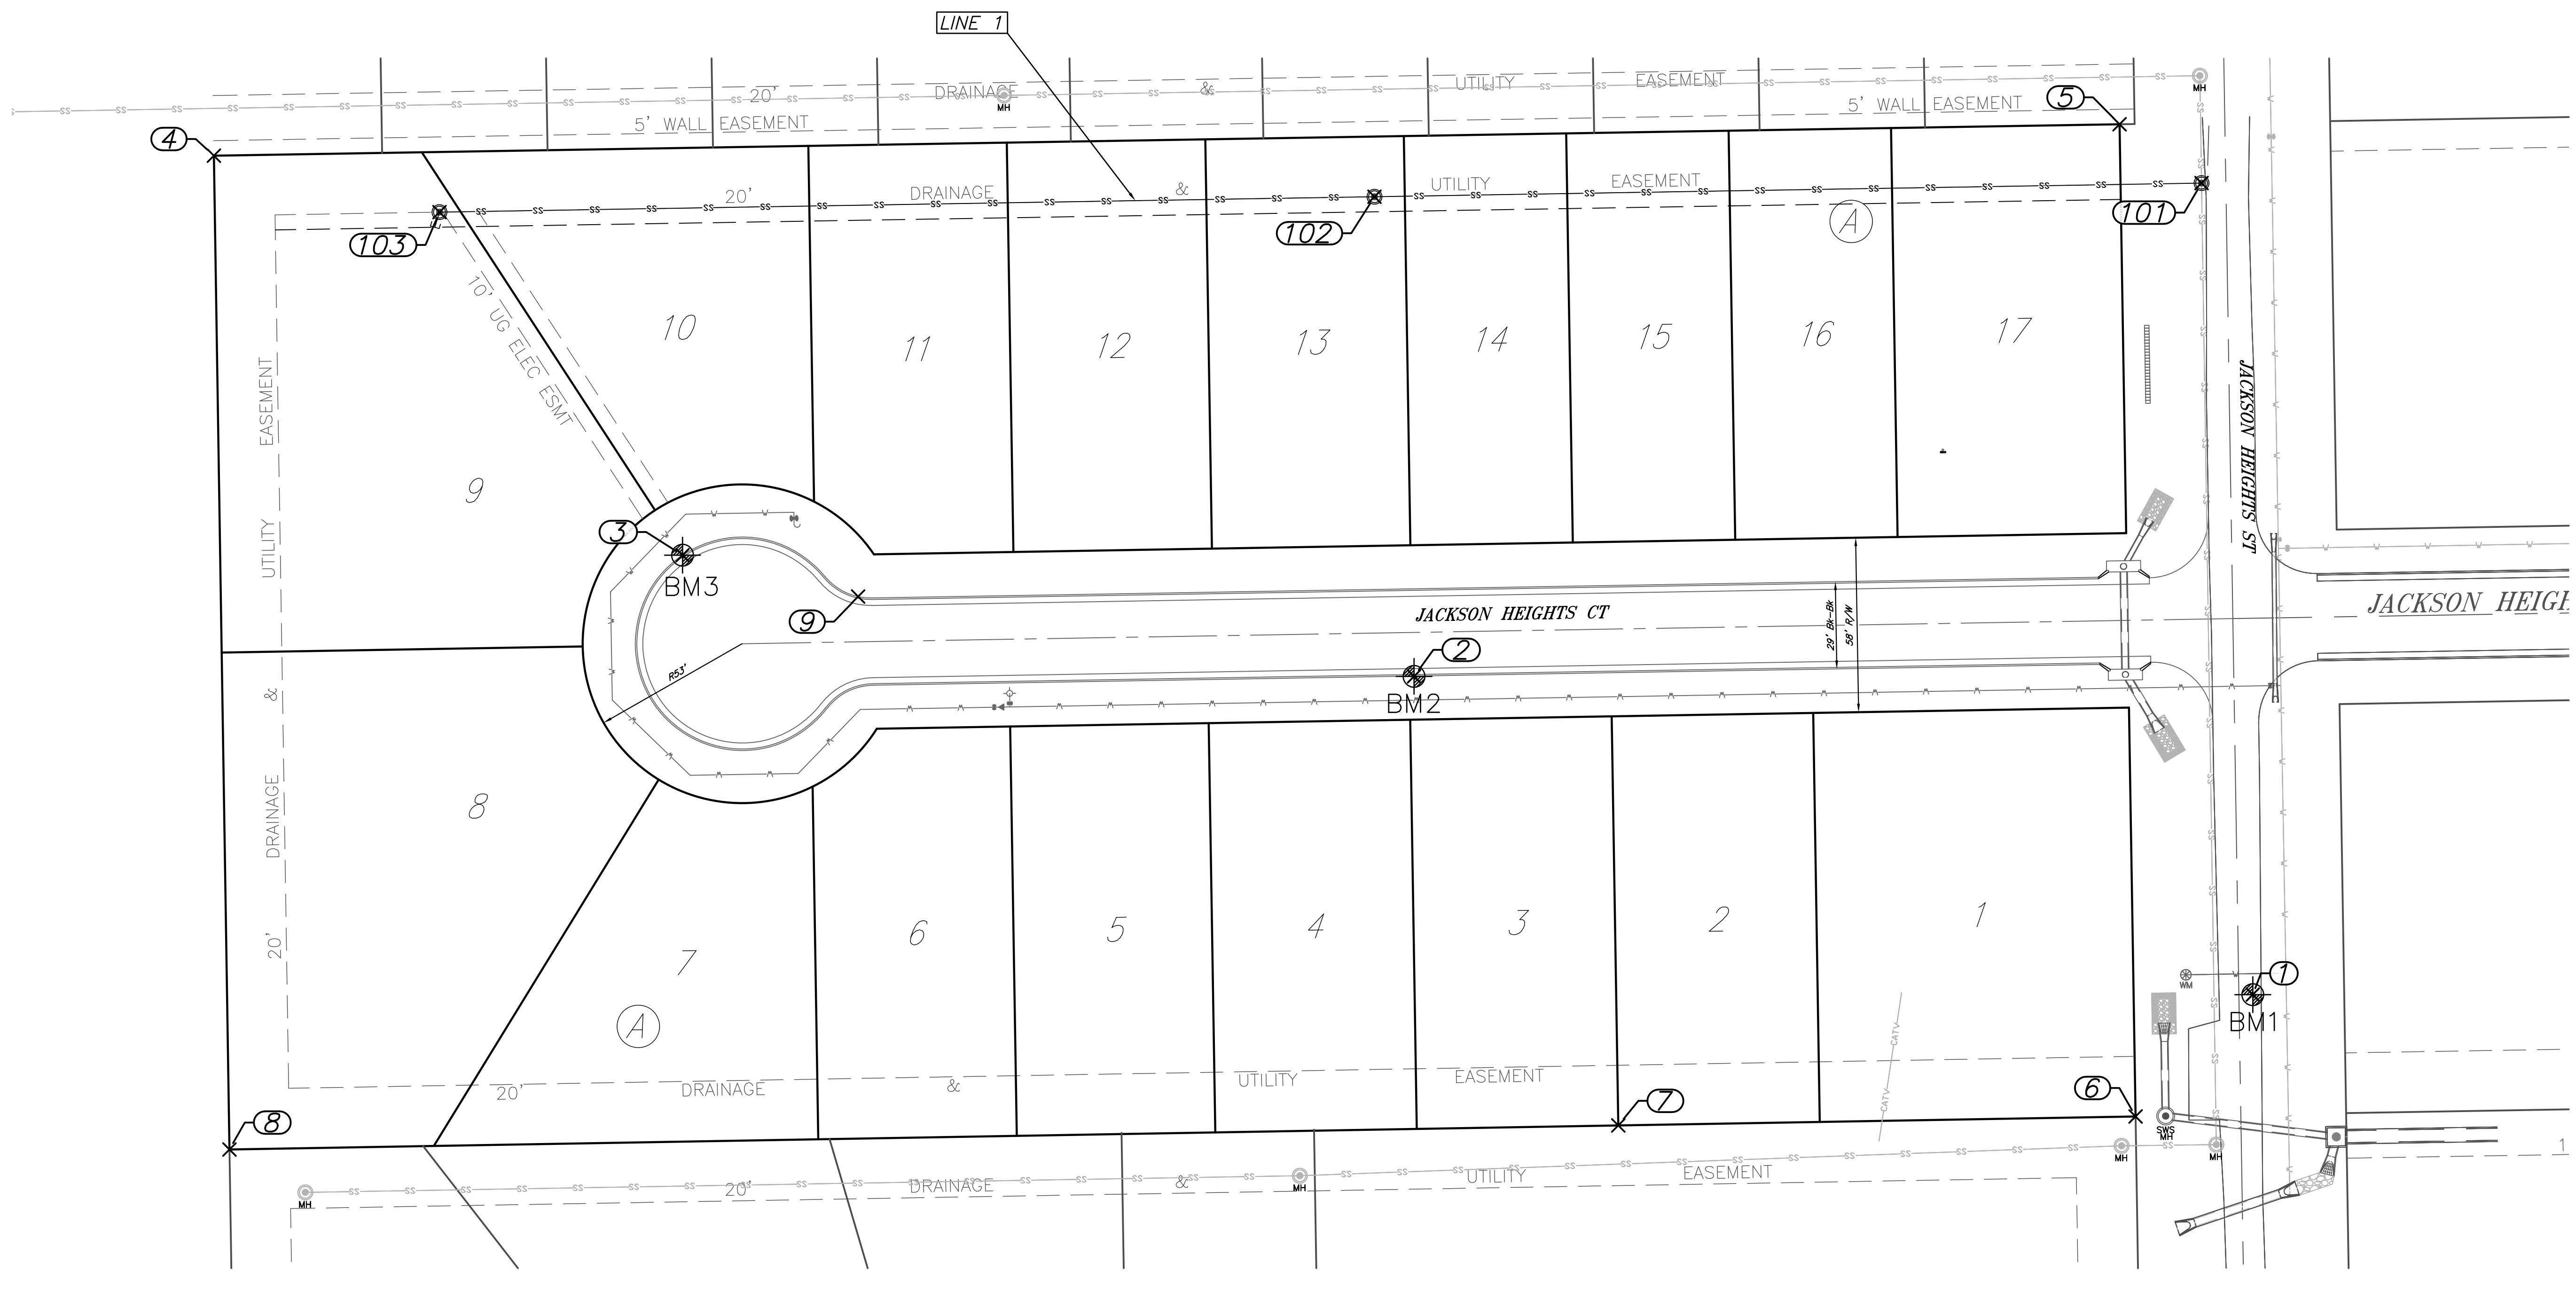 LINE 1
20' DRAINAGE & UTILITY EASEMENT
MH
MH
5' WALL EASEMENT
5' WALL EASEMENT
5
4
20' DRAINAGE & UTILITY EASEMENT
103
102
101
A
10' UG ELEC ESMT
10
11
12
13
14
15
16
17
9
20' DRAINAGE & UTILITY EASEMENT
JACKSON HEIGHTS ST
3
BM3
9
JACKSON HEIGHTS CT
29' Bk-Bk
58' R/W
JACKSON HEIGH
R53'
2
BM2
8
7
6
5
4
3
2
1
A
CATV
CATV
WM
1
BM1
20' DRAINAGE & UTILITY EASEMENT
6
7
8
SWS
MH
MH
MH
MH
MH
20' DRAINAGE & UTILITY EASEMENT
1
SS
W